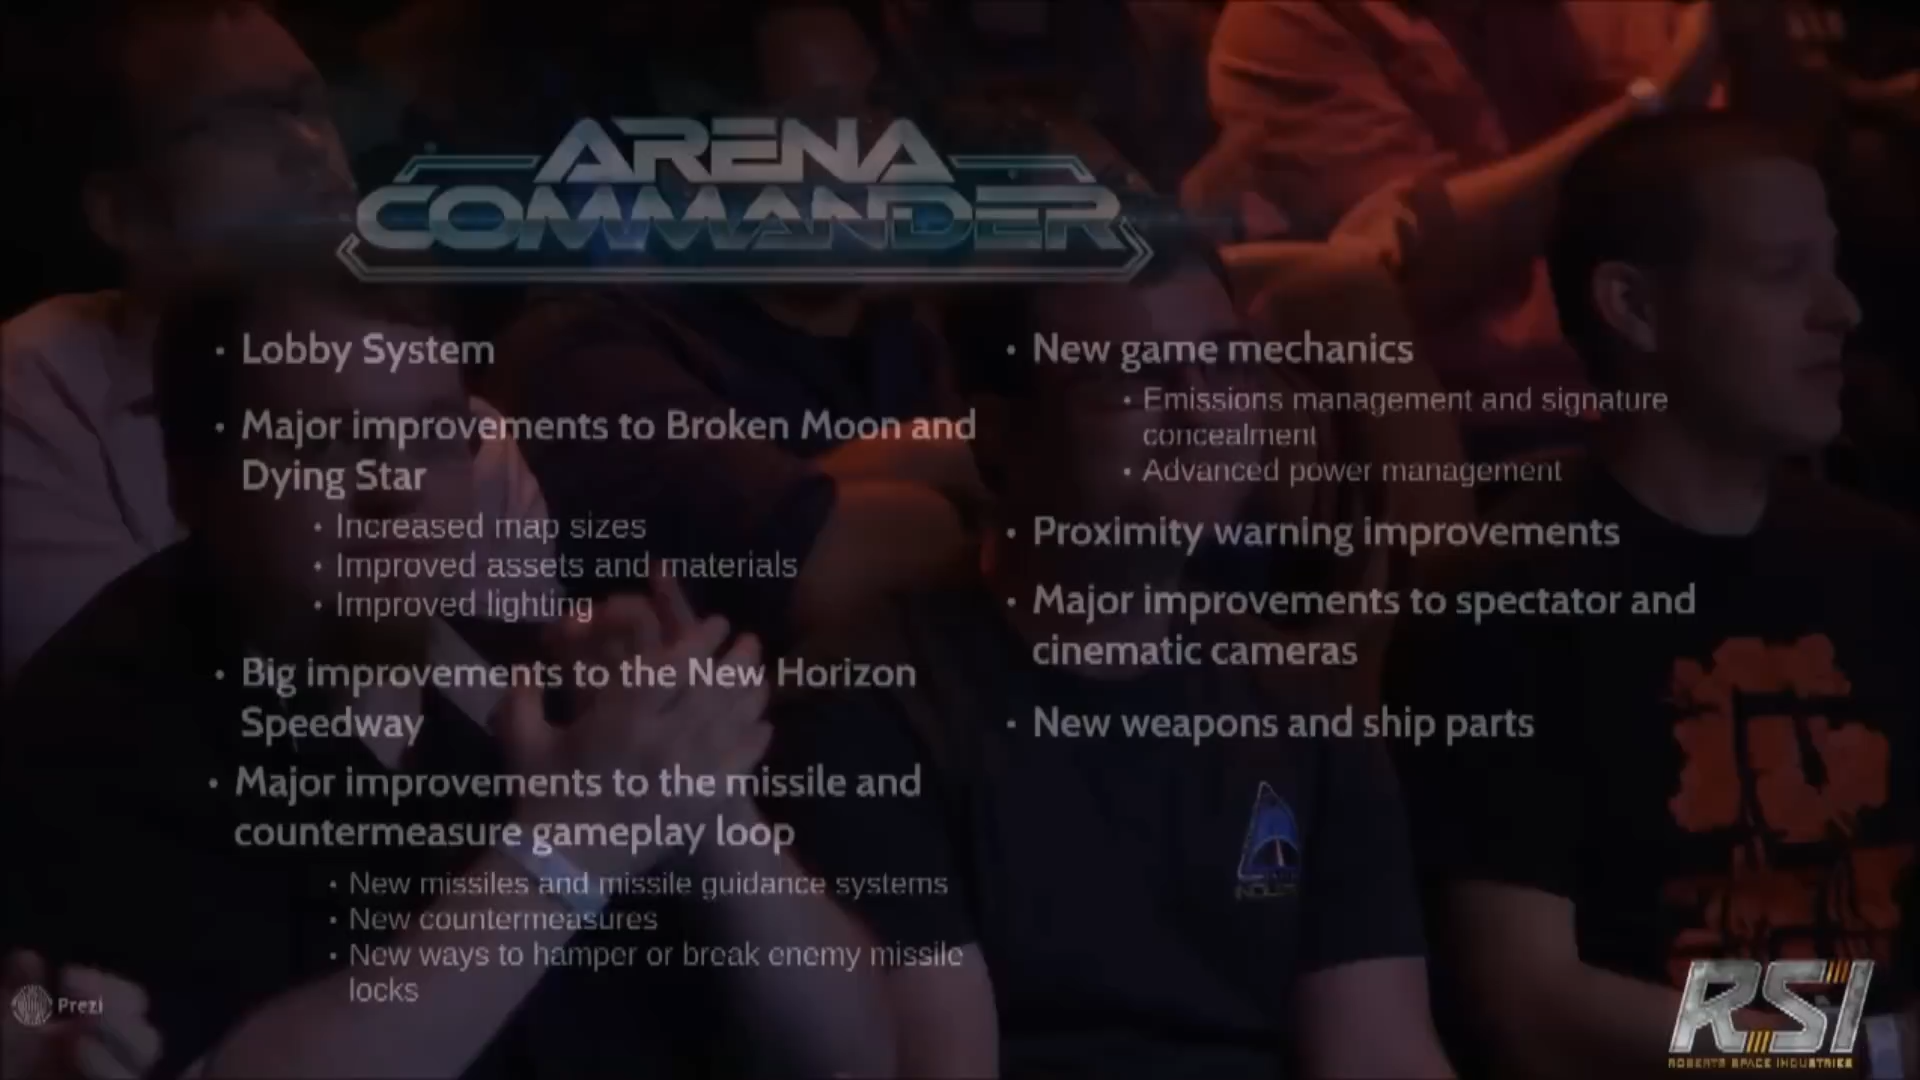 ARENA
COMMANDER
• Lobby System
• Major improvements to Broken Moon and
Dying Star
• Increased map sizes
• Improved assets and materials
• Improved lighting
• Big improvements to the New Horizon
Speedway
• Major improvements to the missile and
countermeasure gameplay loop
• New missiles and missile guidance systems
• New countermeasures
• New ways to hamper or break enemy missile
locks
• New game mechanics
• Emissions management and signature
concealment
• Advanced power management
• Proximity warning improvements
• Major improvements to spectator and
cinematic cameras
• New weapons and ship parts
Prezi
RSI
ROBERTS SPACE INDUSTRIES